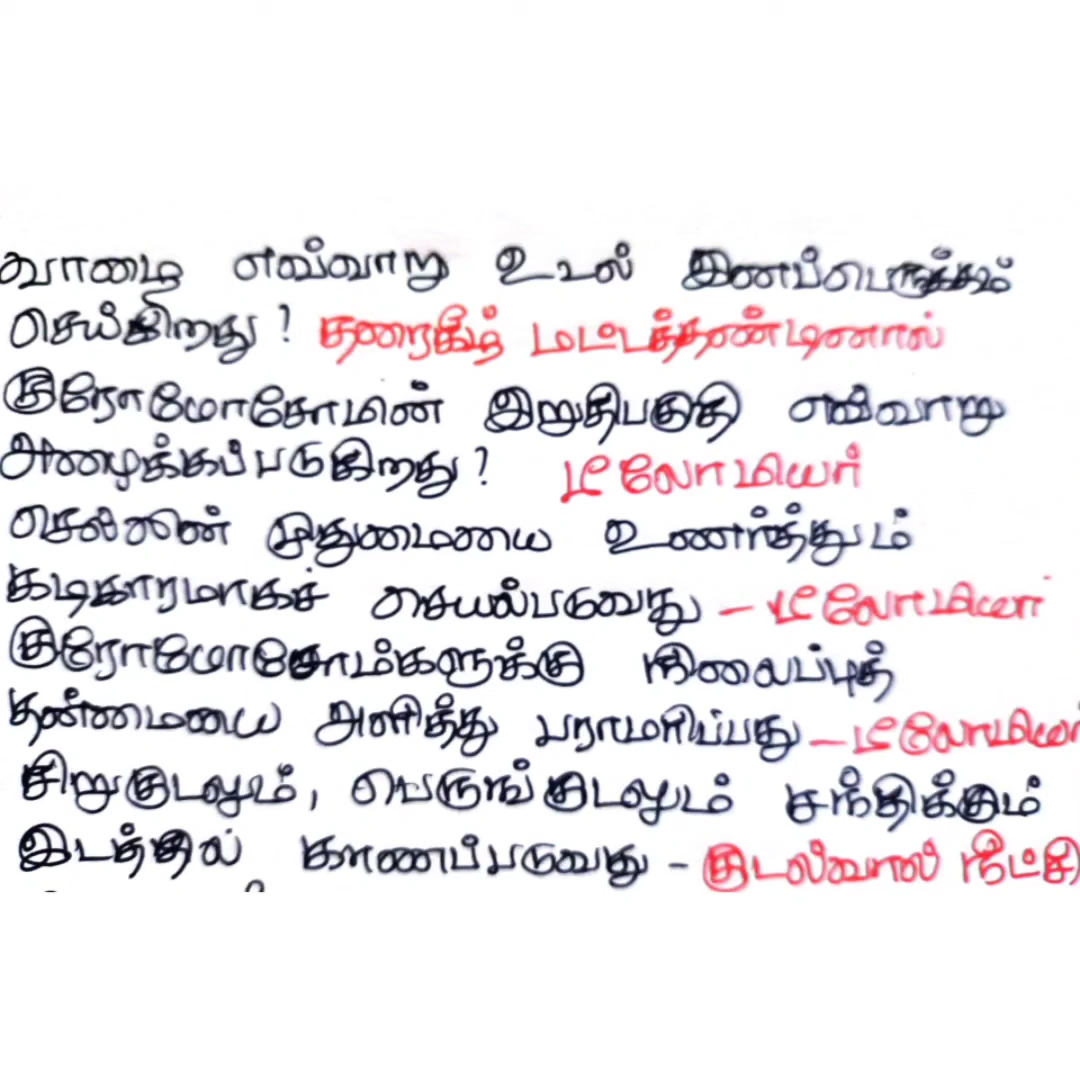 வாழை எவ்வாறு உடல் இனப்பெருக்கம்
செய்கிறது? தரைகீழ் மட்டத்தண்டினால்
குரோமோசோமின் இறுதிபகுதி எவ்வாறு
அழைக்கப்படுகிறது? டீலோமியர்
செல்லின் முதுமையை உணர்த்தும்
கடிகாரமாகச் செயல்படுவது - டீலோமியர்
குரோமோசோம்களுக்கு நிலைப்புத்
தன்மையை அளித்து பராமரிப்பது - டீலோமியர்
சிறுகுடலும், பெருங்குடலும் சந்திக்கும்
இடத்தில் காணப்படுவது - குடல்வால் நீட்சி